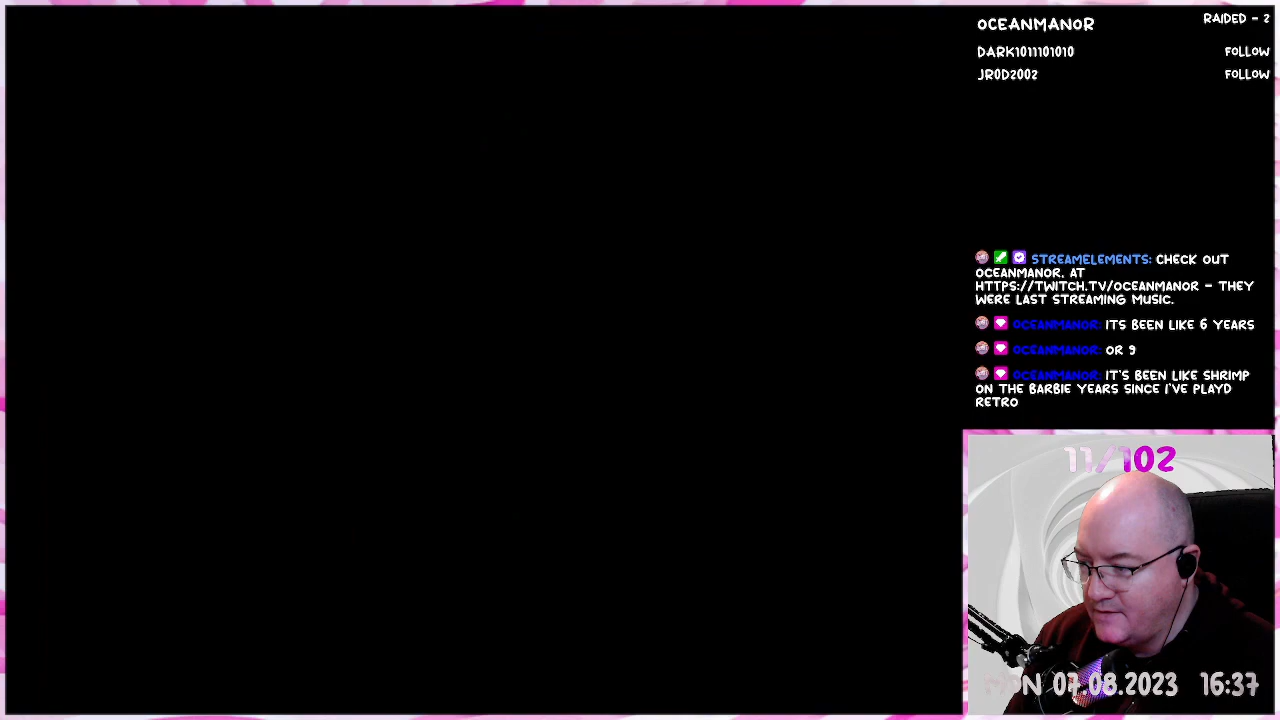 OCEANMANOR RAIDED - 2
DARK1011101010 FOLLOW
JROD2002 FOLLOW
STREAMELEMENTS: CHECK OUT
OCEANMANOR, AT
HTTPS://TWITCH.TV/OCEANMANOR - THEY
WERE LAST STREAMING MUSIC.
OCEANMANOR: ITS BEEN LIKE 6 YEARS
OCEANMANOR: OR 9
OCEANMANOR: IT'S BEEN LIKE SHRIMP
ON THE BARBIE YEARS SINCE I'VE PLAYD
RETRO
11/102
MON 07.08.2023 16:37